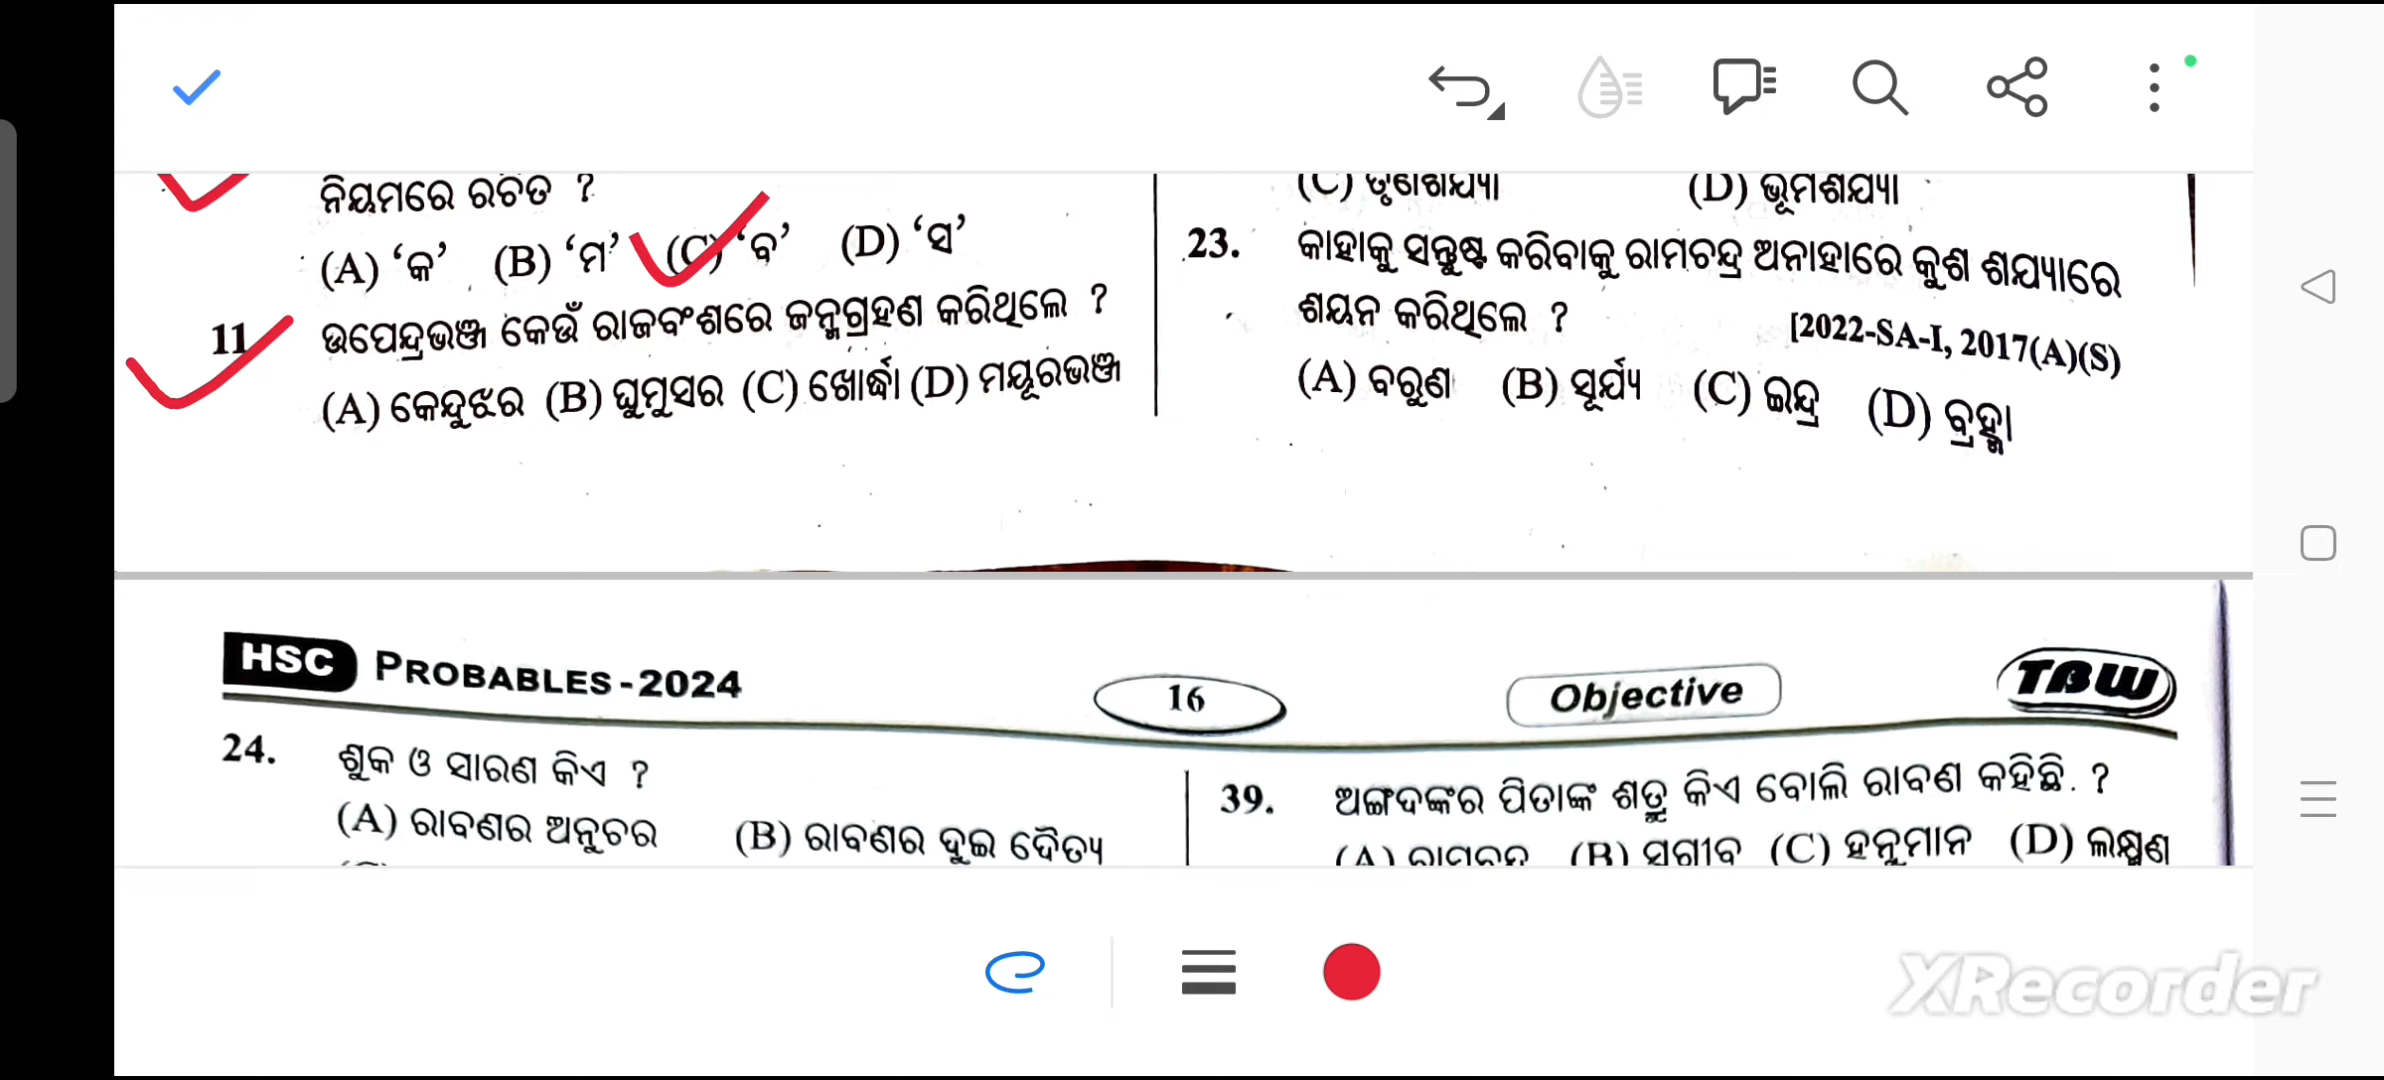 ନିୟମରେ ରଚିତ ?
(A) ‘କ’ (B) ‘ମ’ (C) ‘ବ’ (D) ‘ସ’
11
ଉପେନ୍ଦ୍ରଭଞ୍ଜ କେଉଁ ରାଜବଂଶରେ ଜନ୍ମଗ୍ରହଣ କରିଥିଲେ ?
(A) କେନ୍ଦୁଝର (B) ଘୁମୁସର (C) ଖୋର୍ଦ୍ଧା (D) ମୟୂରଭଞ୍ଜ
(C) ତୃଣଶଯ୍ୟା (D) ଭୂମିଶଯ୍ୟା
23. କାହାକୁ ସନ୍ତୁଷ୍ଟ କରିବାକୁ ରାମଚନ୍ଦ୍ର ଅନାହାରେ କୁଶ ଶଯ୍ୟାରେ
ଶୟନ କରିଥିଲେ ? [2022-SA-I, 2017(A)(S)
(A) ବରୁଣ (B) ସୂର୍ଯ୍ୟ (C) ଇନ୍ଦ୍ର (D) ବ୍ରହ୍ମା
HSC PROBABLES-2024
16
Objective
TBW
24. ଶୁକ ଓ ସାରଣ କିଏ ?
(A) ରାବଣର ଅନୁଚର (B) ରାବଣର ଦୁଇ ଦୈତ୍ୟ
39. ଅଙ୍ଗଦଙ୍କର ପିତାଙ୍କ ଶତ୍ରୁ କିଏ ବୋଲି ରାବଣ କହିଛି. ?
(A) ରାମଚନ୍ଦ୍ର (B) ସୁଗ୍ରୀବ (C) ହନୁମାନ (D) ଲକ୍ଷ୍ମଣ
XRecorder